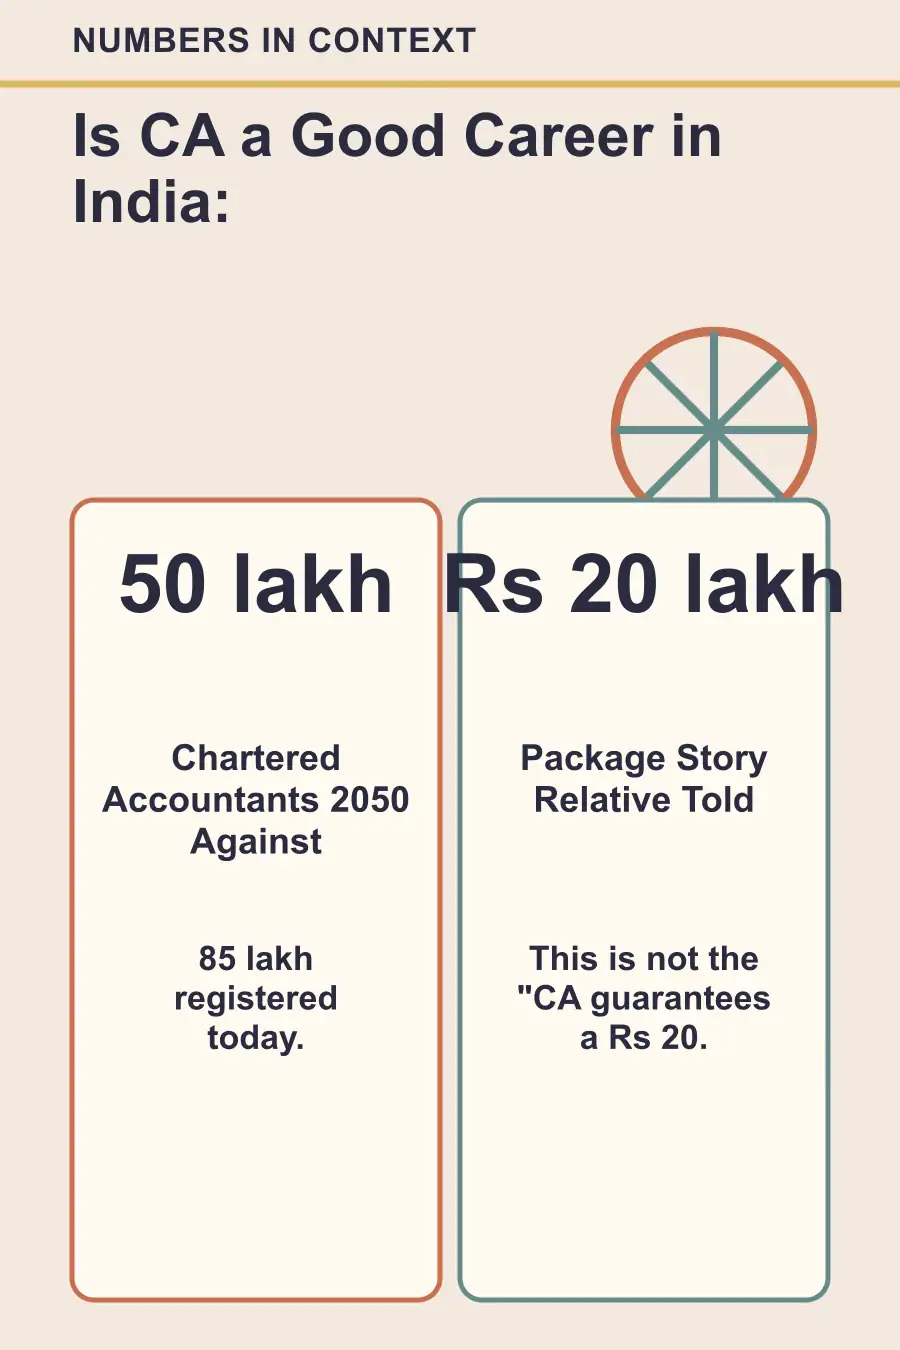 NUMBERS IN CONTEXT
Is CA a Good Career in
India:
50 lakh
Chartered
Accountants 2050
Against
85 lakh
registered
today.
Rs 20 lakh
Package Story
Relative Told
This is not the
"CA guarantees
a Rs 20.